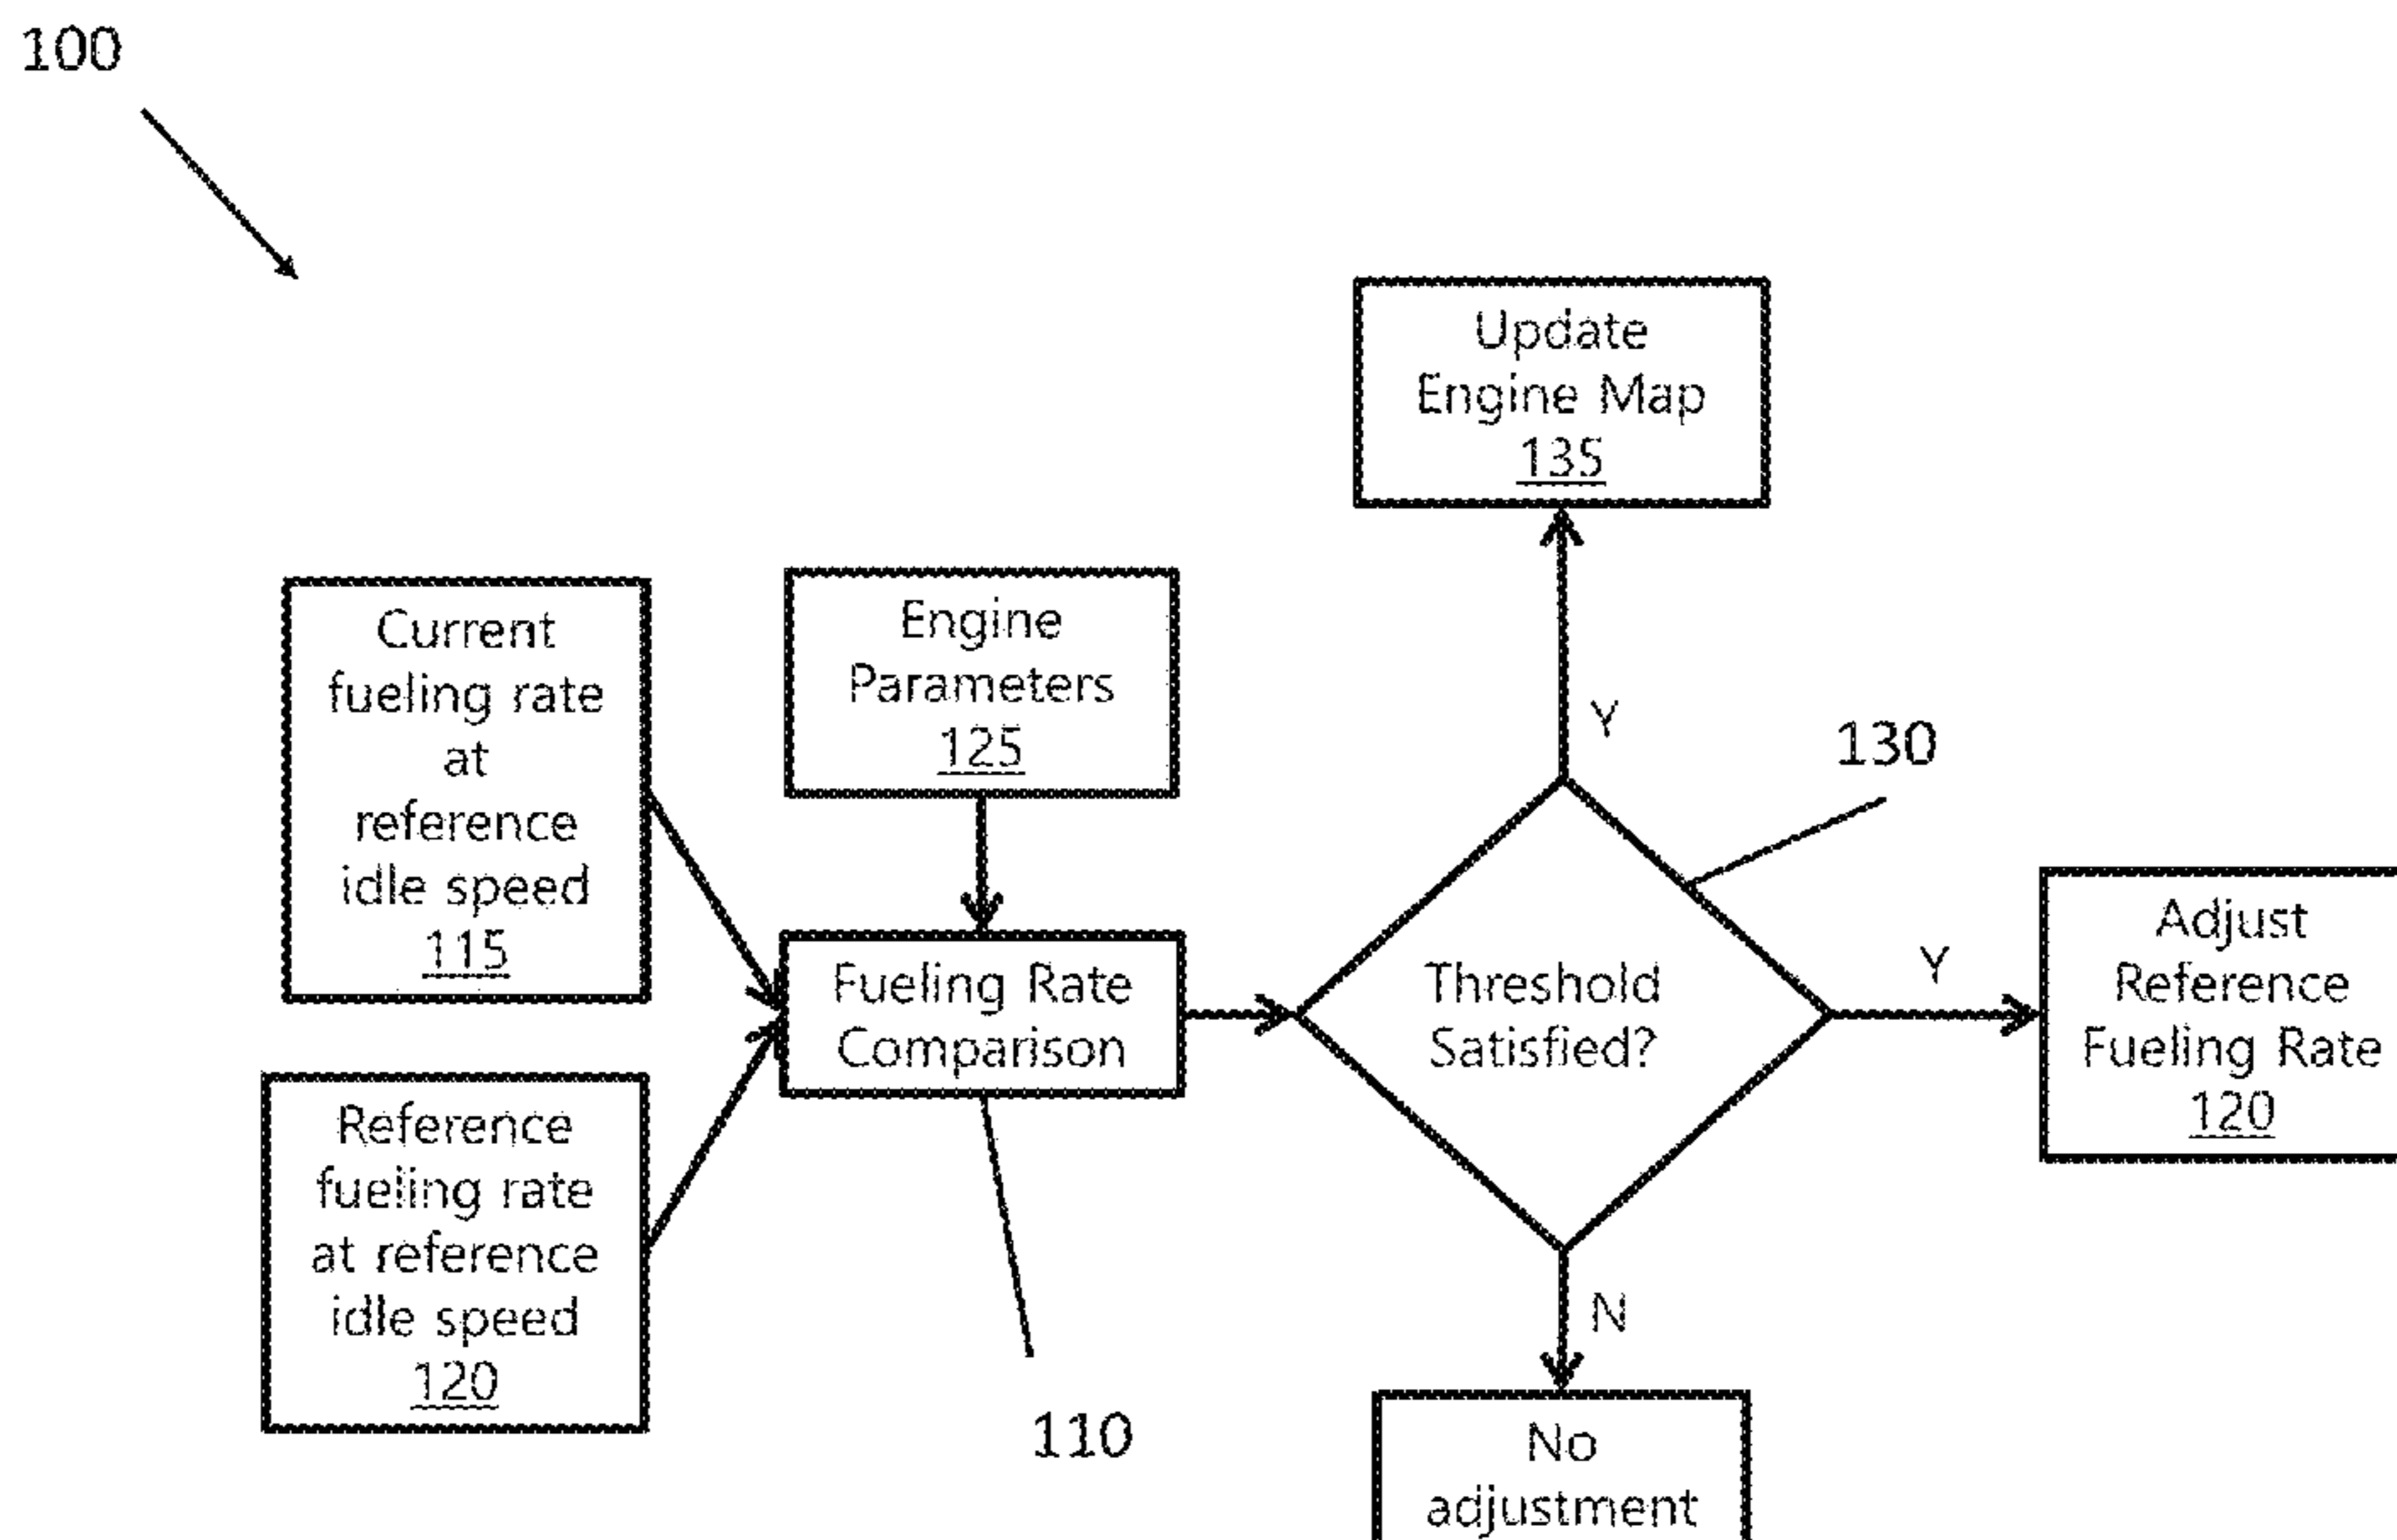 100
Update
Engine Map
135
Current
fueling rate
at
reference
idle speed
115
Engine
Parameters
125
Y
130
Fueling Rate
Comparison
Threshold
Satisfied?
Y
Adjust
Reference
Fueling Rate
120
Reference
fueling rate
at reference
idle speed
120
110
N
No
adjustment